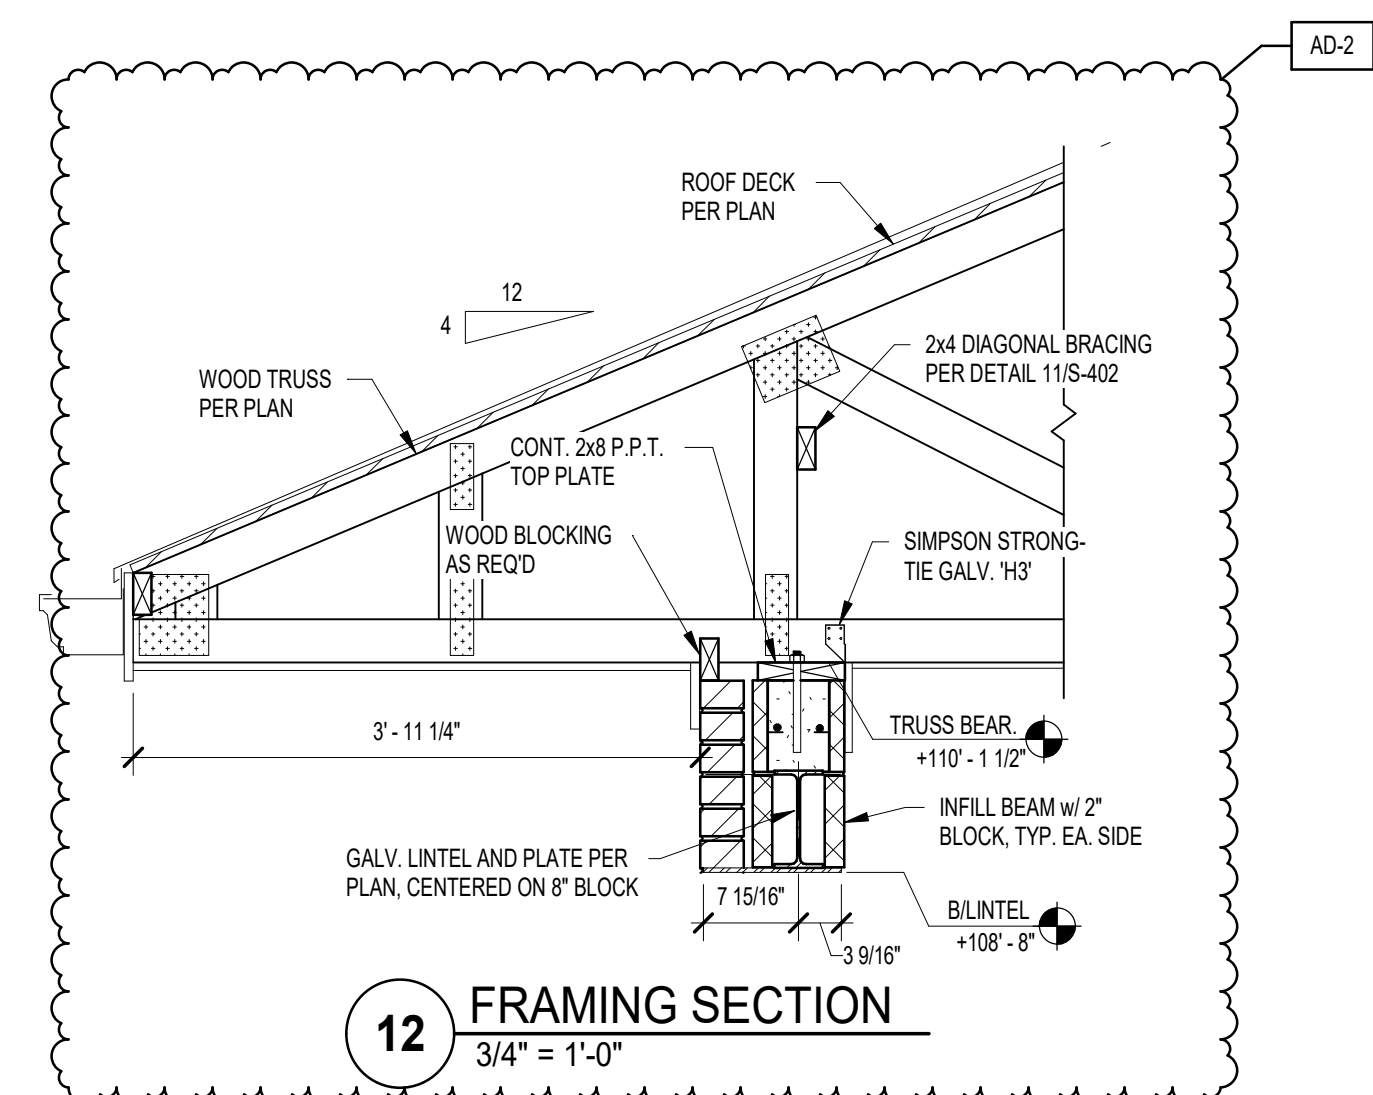 AD-2
ROOF DECK
PER PLAN
12
4
2x4 DIAGONAL BRACING
PER DETAIL 11/S-402
WOOD TRUSS
PER PLAN
CONT. 2x8 P.P.T.
TOP PLATE
WOOD BLOCKING
AS REQ'D
SIMPSON STRONG-
TIE GALV. 'H3'
3' - 11 1/4"
TRUSS BEAR.
+110' - 1 1/2"
INFILL BEAM w/ 2"
BLOCK, TYP. EA. SIDE
GALV. LINTEL AND PLATE PER
PLAN, CENTERED ON 8" BLOCK
7 15/16"
B/LINTEL
+108' - 8"
3 9/16"
12
FRAMING SECTION
3/4" = 1'-0"